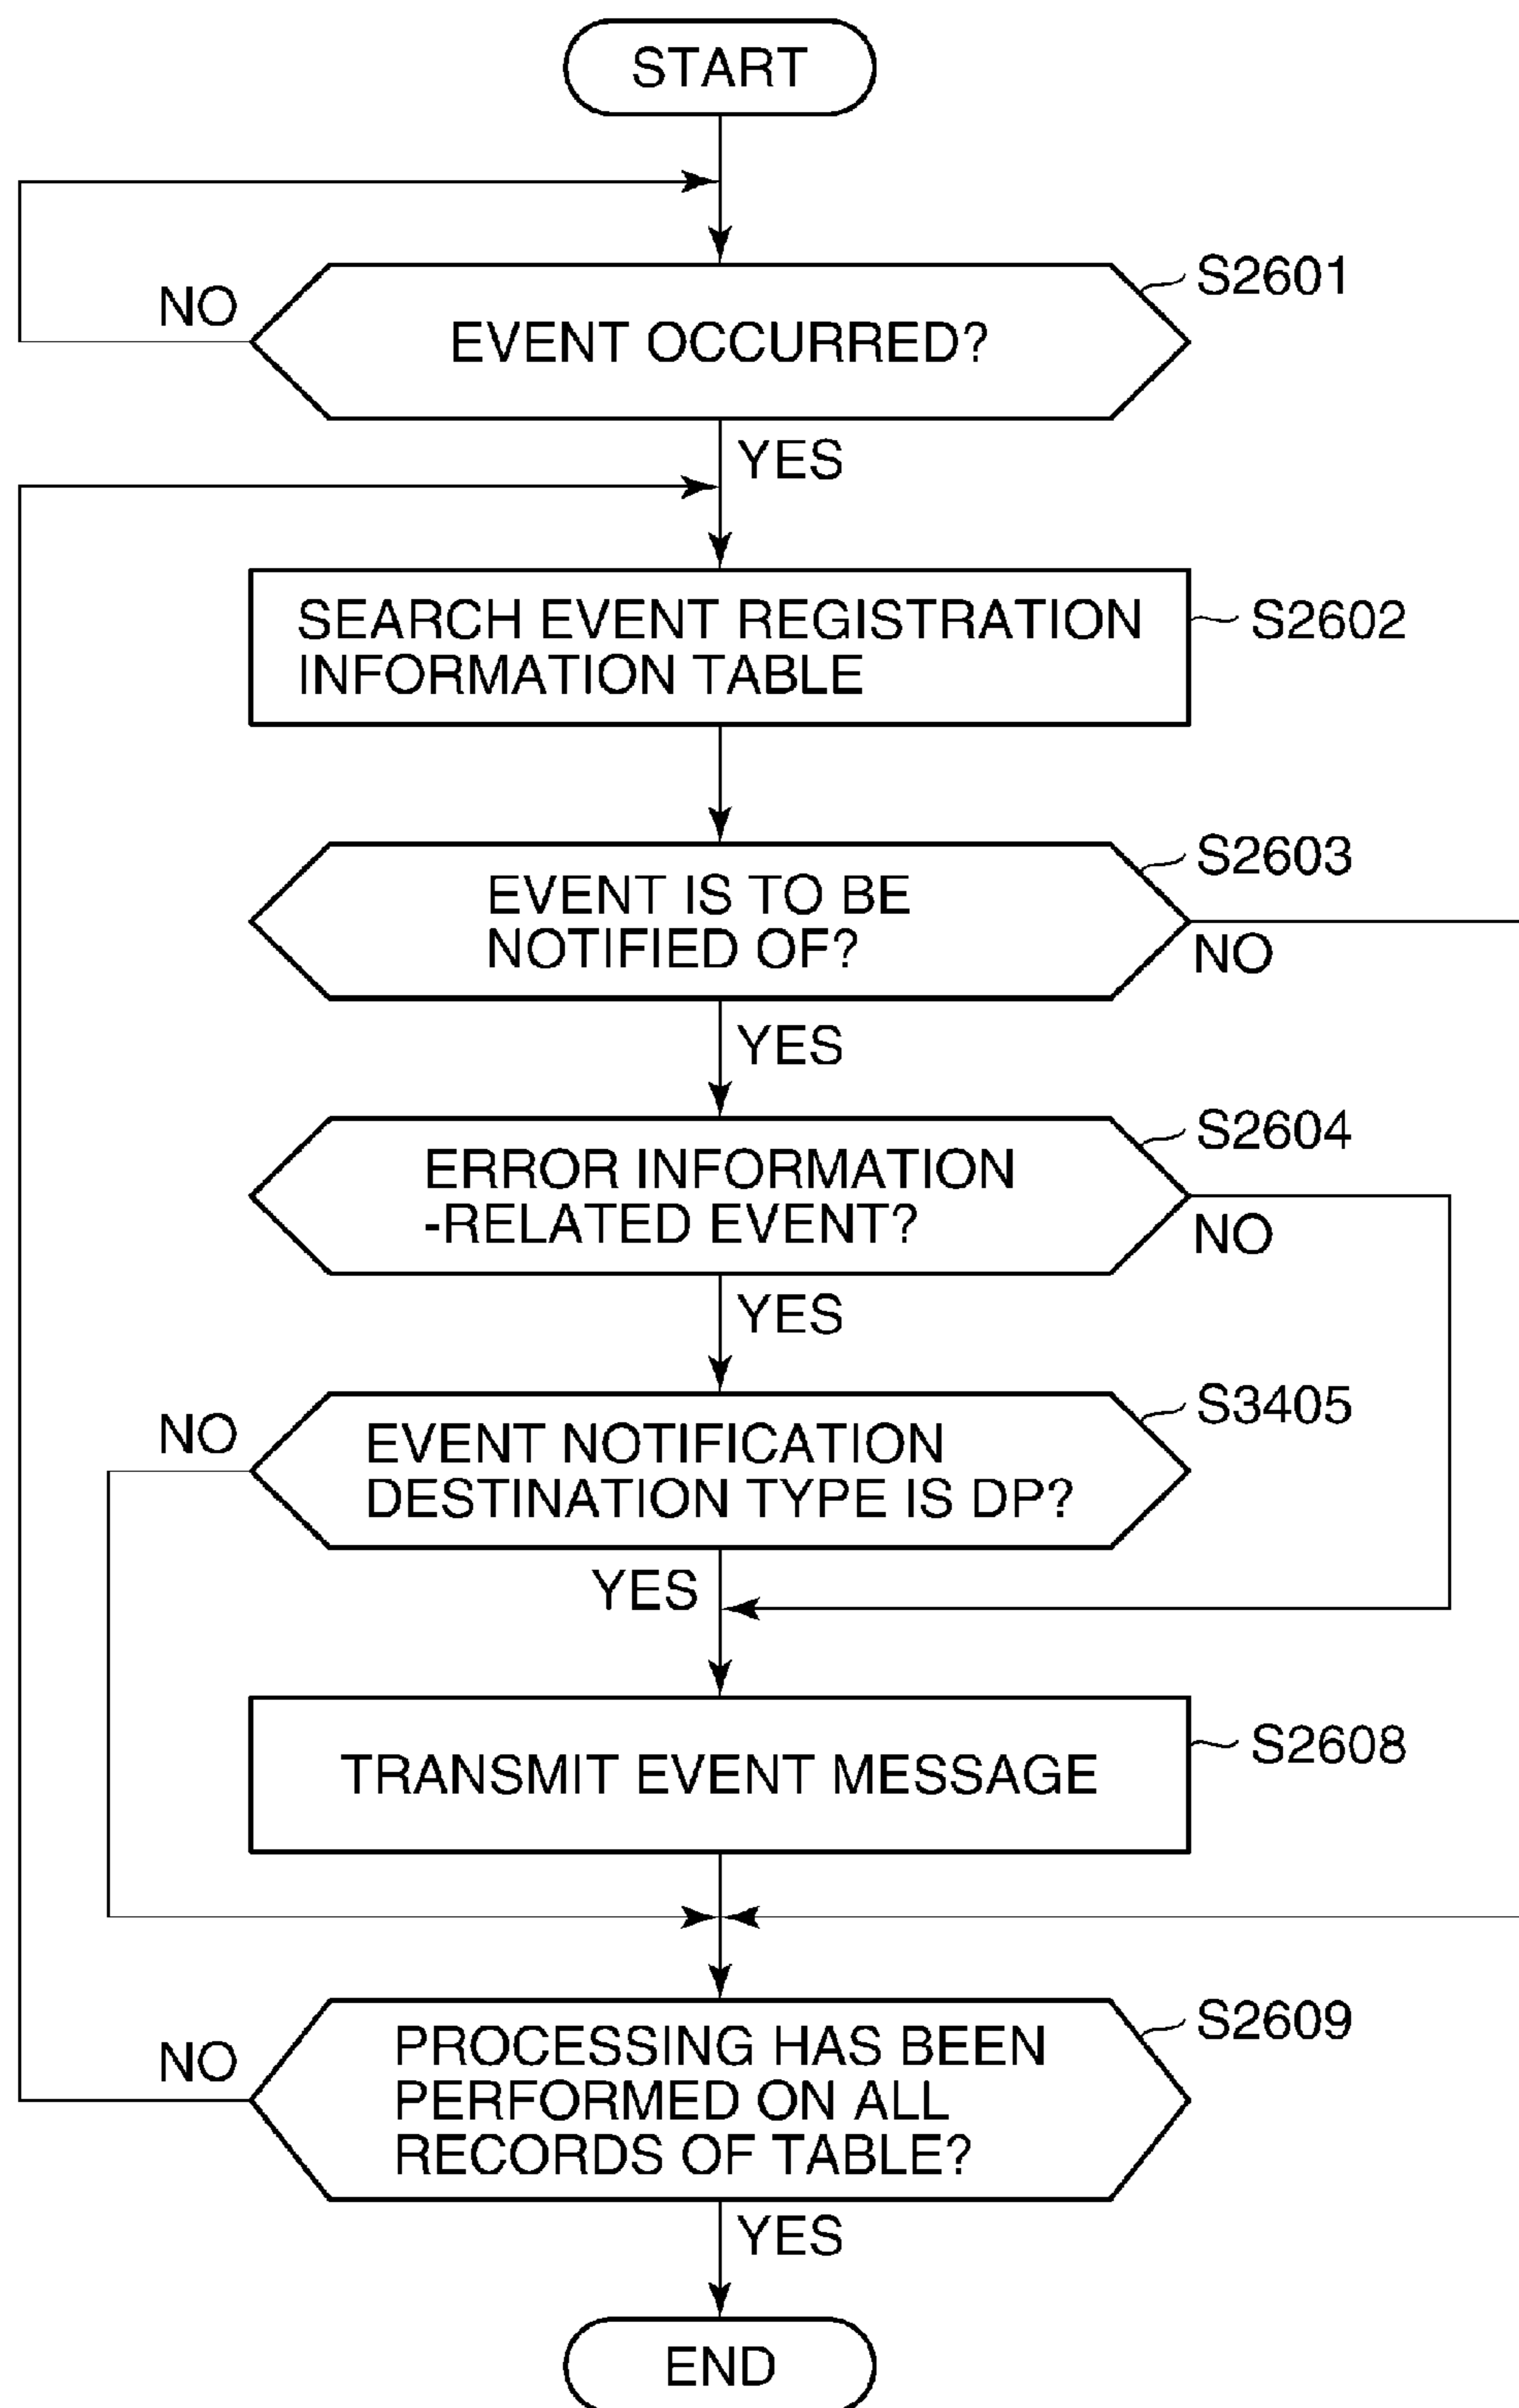 START
NO
S2601
EVENT OCCURRED?
YES
SEARCH EVENT REGISTRATION
INFORMATION TABLE
S2602
S2603
EVENT IS TO BE
NOTIFIED OF?
NO
YES
S2604
ERROR INFORMATION
-RELATED EVENT?
NO
YES
S3405
NO
EVENT NOTIFICATION
DESTINATION TYPE IS DP?
YES
S2608
TRANSMIT EVENT MESSAGE
S2609
NO
PROCESSING HAS BEEN
PERFORMED ON ALL
RECORDS OF TABLE?
YES
END